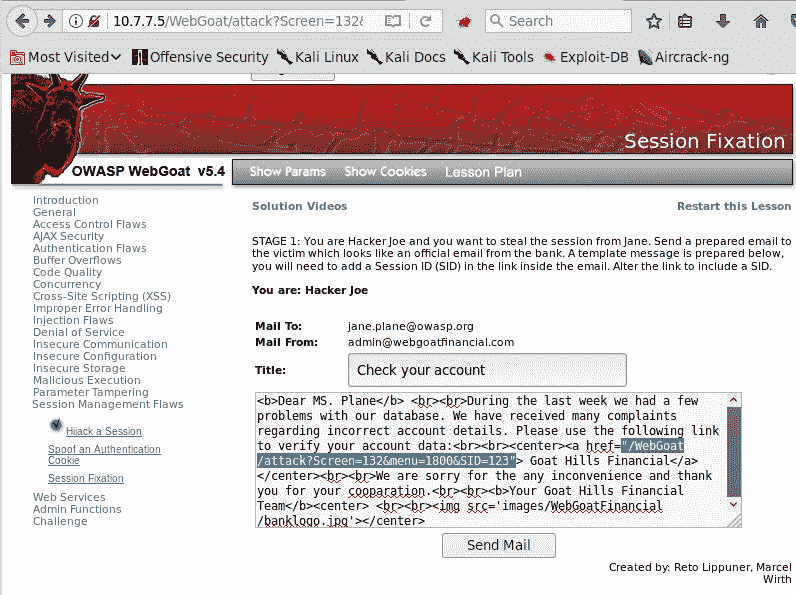 10.7.7.5/WebGoat/attack?Screen=132&
Search
Most Visited
Offensive Security
Kali Linux
Kali Docs
Kali Tools
Exploit-DB
Aircrack-ng
Session Fixation
OWASP WebGoat v5.4
Show Params
Show Cookies
Lesson Plan
Introduction
General
Access Control Flaws
AJAX Security
Authentication Flaws
Buffer Overflows
Code Quality
Concurrency
Cross-Site Scripting (XSS)
Improper Error Handling
Injection Flaws
Denial of Service
Insecure Communication
Insecure Configuration
Insecure Storage
Malicious Execution
Parameter Tampering
Session Management Flaws
Hijack a Session
Spoof an Authentication
Cookie
Session Fixation
Web Services
Admin Functions
Challenge
Solution Videos
Restart this Lesson
STAGE 1: You are Hacker Joe and you want to steal the session from Jane. Send a prepared email to
the victim which looks like an official email from the bank. A template message is prepared below,
you will need to add a Session ID (SID) in the link inside the email. Alter the link to include a SID.
You are: Hacker Joe
Mail To: jane.plane@owasp.org
Mail From: admin@webgoatfinancial.com
Title: Check your account
<b>Dear MS. Plane</b> <br><br>During the last week we had a few
problems with our database. We have received many complaints
regarding incorrect account details. Please use the following link
to verify your account data:<br><br><center><a href="/WebGoat
/attack?Screen=132&menu=1800&SID=123"> Goat Hills Financial</a>
</center><br><br>We are sorry for the any inconvenience and thank
you for your cooparation.<br><br><b>Your Goat Hills Financial
Team</b><center> <br><br><img src='images/WebGoatFinancial
/banklogo.jpg'></center>
Send Mail
Created by: Reto Lippuner, Marcel
Wirth